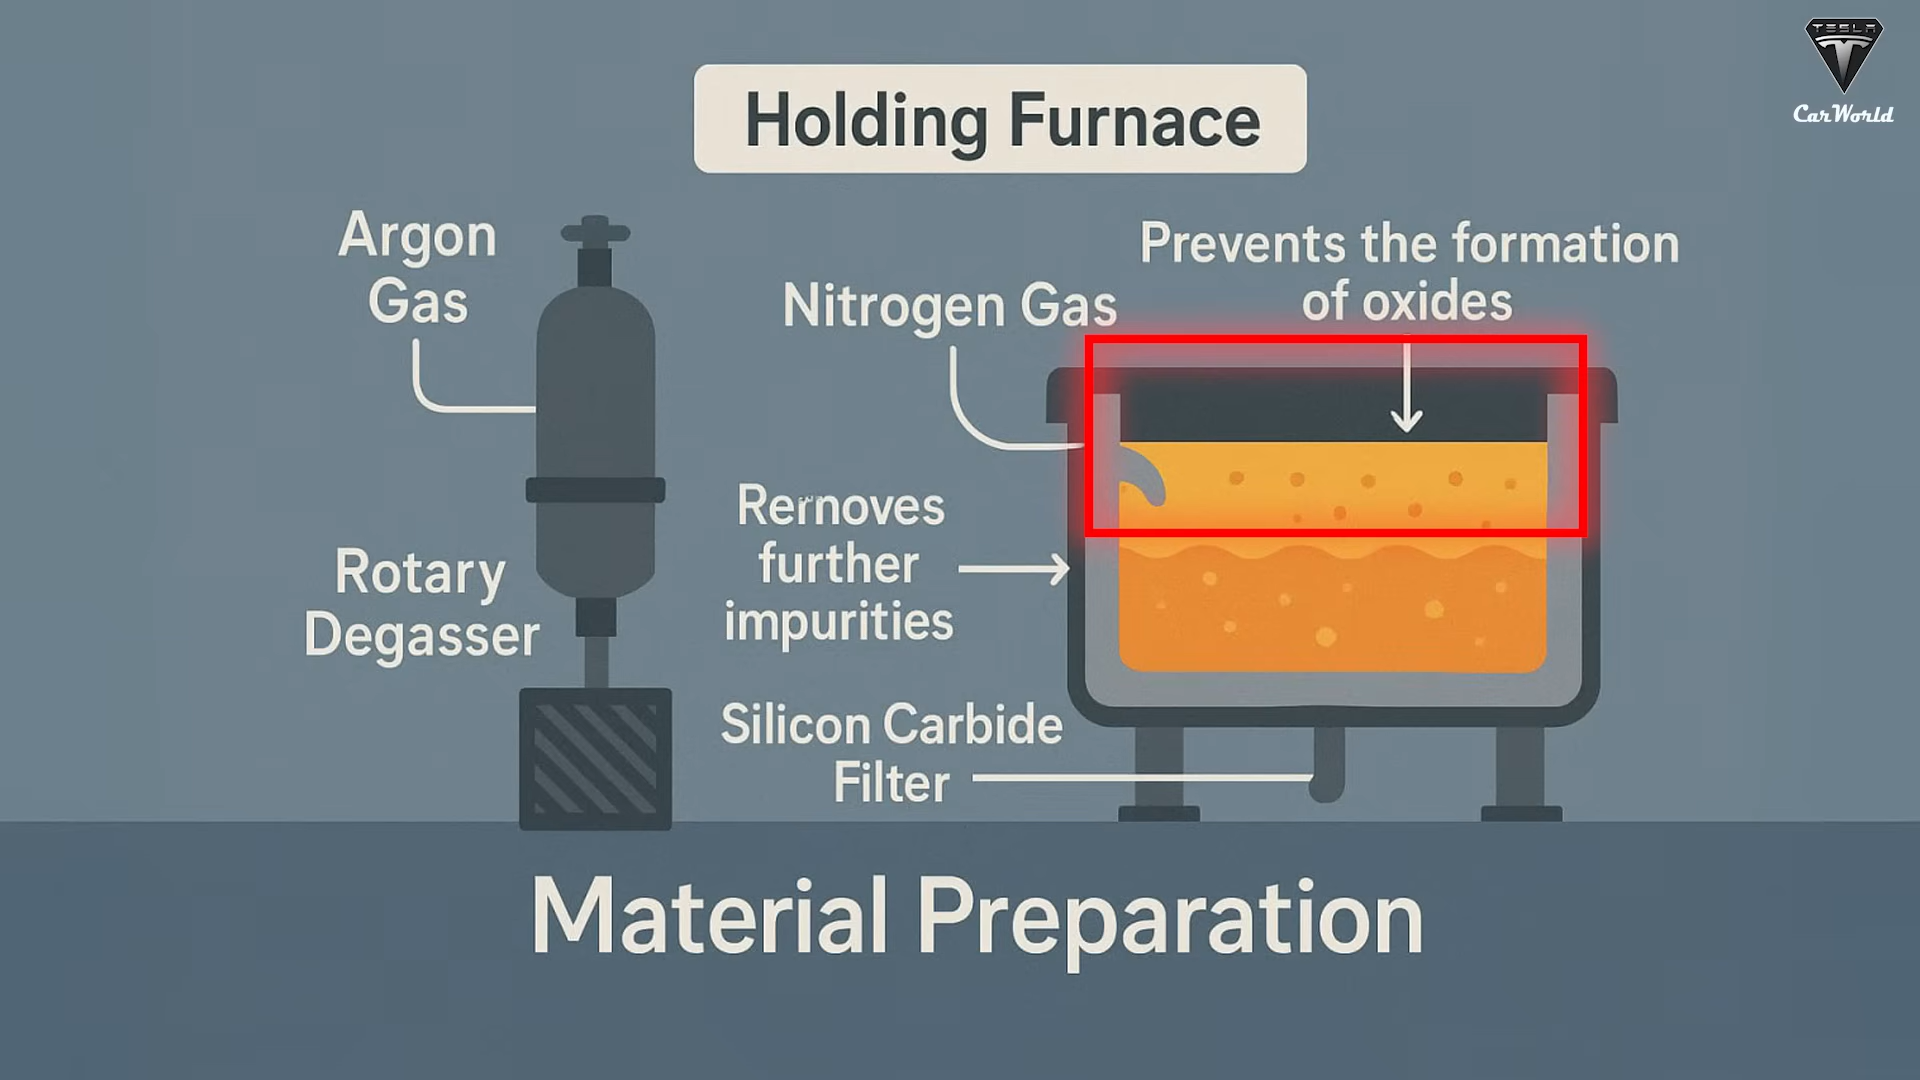 TESLA
CarWorld
Holding Furnace
Argon
Gas
Nitrogen Gas
Prevents the formation
of oxides
Rernoves
further
impurities
Rotary
Degasser
Silicon Carbide
Filter
Material Preparation